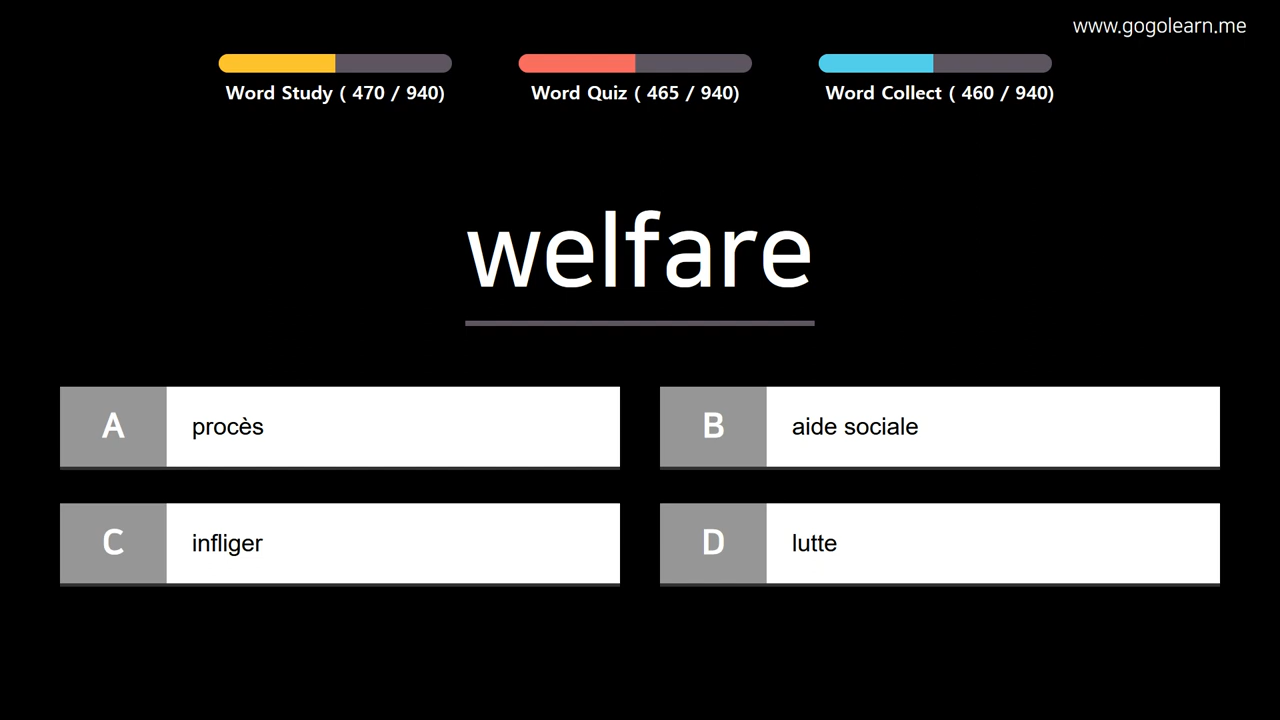 www.gogolearn.me
Word Study ( 470 / 940)
Word Quiz ( 465 / 940)
Word Collect ( 460 / 940)
welfare
A
procès
B
aide sociale
C
infliger
D
lutte